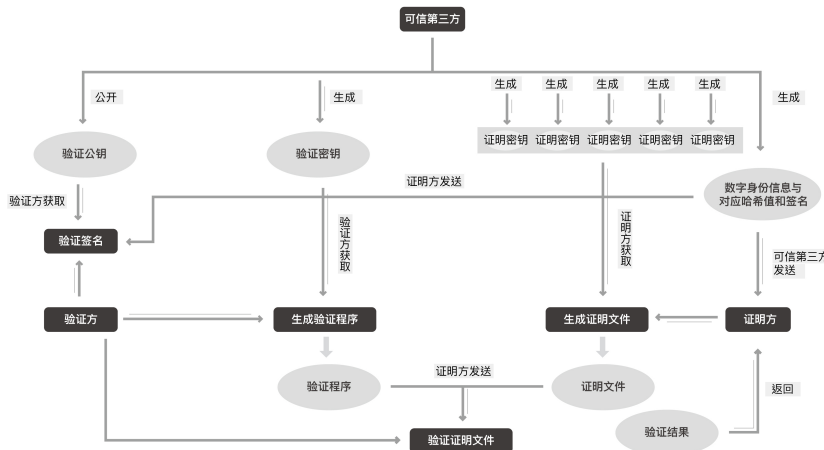 可信第三方
公开
生成
生成
生成
生成
生成
生成
生成
验证公钥
验证密钥
证明密钥
证明密钥
证明密钥
证明密钥
证明密钥
证明方发送
数字身份信息与
对应哈希值和签名
验证方获取
验证签名
验证方获取
证明方获取
可信第三方
发送
验证方
生成验证程序
生成证明文件
证明方
验证程序
证明方发送
证明文件
返回
验证证明文件
验证结果